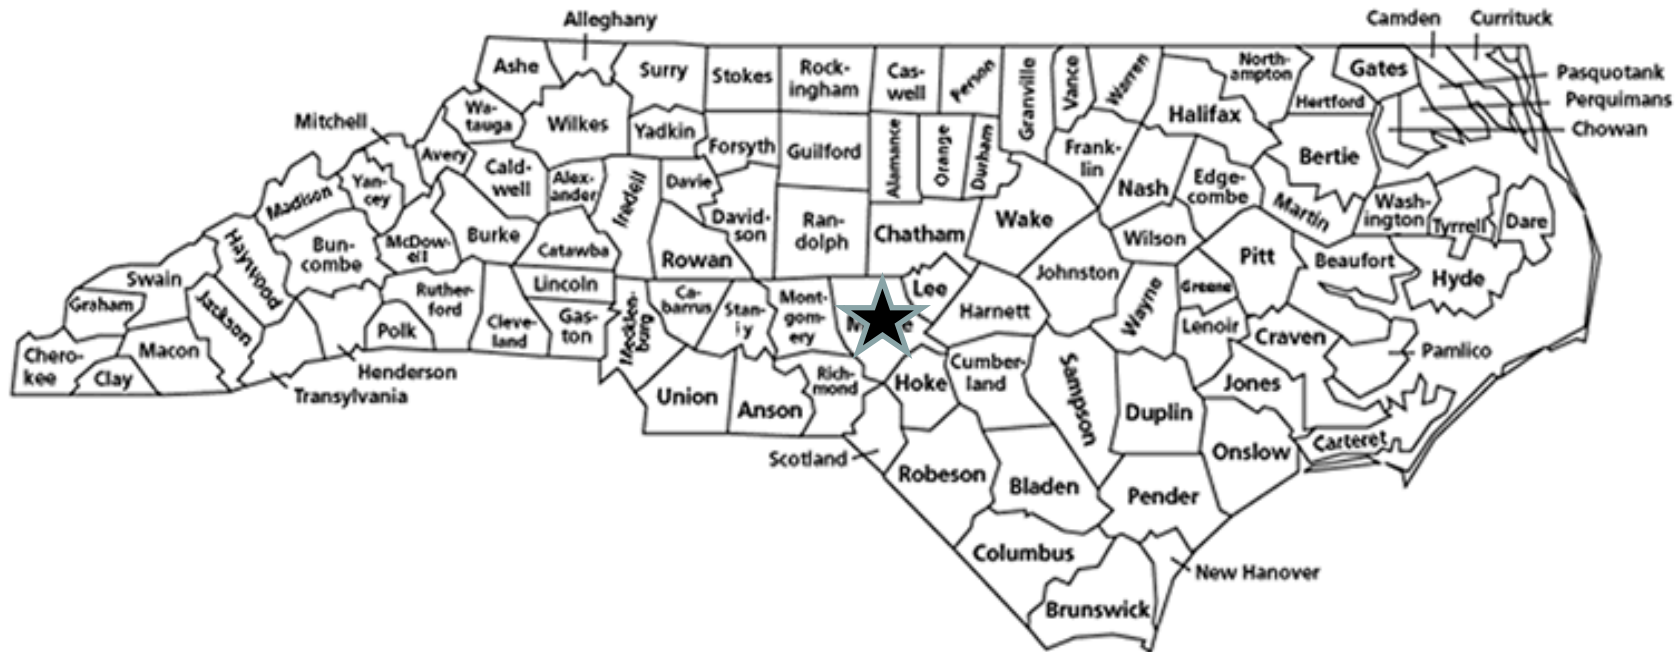 Alleghany
Camden
Currituck
Ashe
Surry
Stokes
Rock-
ingham
Cas-
well
Person
Granville
Vance
Warren
North-
ampton
Gates
Pasquotank
Perquimans
Chowan
Hertford
Halifax
Mitchell
Wa-
tauga
Wilkes
Yadkin
Forsyth
Guilford
Alamance
Orange
Durham
Frank-
lin
Bertie
Avery
Cald-
well
Alex-
ander
Iredell
Davie
Nash
Edge-
combe
Martin
Wash-
ington
Tyrrell
Dare
Madison
Yan-
cey
David-
son
Ran-
dolph
Chatham
Wake
Wilson
Pitt
Beaufort
Hyde
Haywood
Bun-
combe
McDow-
ell
Burke
Catawba
Rowan
Johnston
Swain
Graham
Jackson
Ruther-
ford
Lincoln
Ca-
barrus
Stan-
ly
Mont-
gom-
ery
Lee
Harnett
Wayne
Greene
Lenoir
Craven
Pamlico
Polk
Cleve-
land
Gas-
ton
Mecklen-
burg
Chero-
kee
Clay
Macon
Henderson
Transylvania
Union
Anson
Rich-
mond
Hoke
Cumber-
land
Sampson
Duplin
Jones
Onslow
Carteret
Scotland
Robeson
Bladen
Pender
Columbus
New Hanover
Brunswick